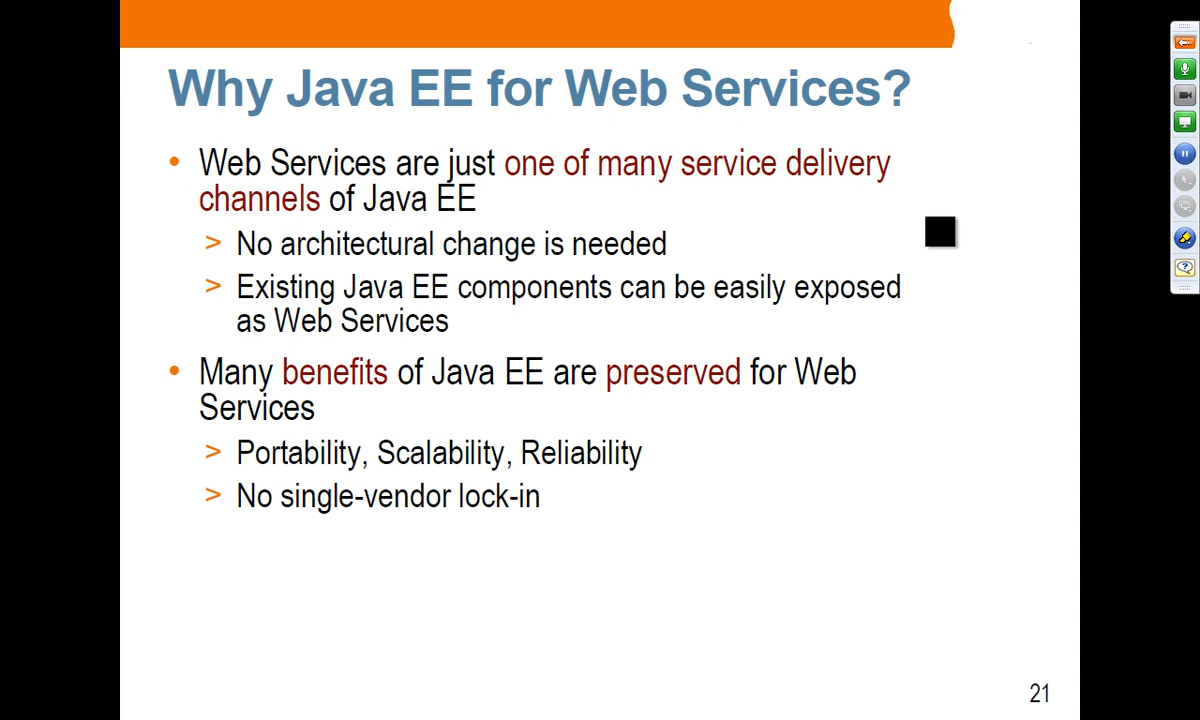 Why Java EE for Web Services?
• Web Services are just one of many service delivery
channels of Java EE
> No architectural change is needed
> Existing Java EE components can be easily exposed
as Web Services
• Many benefits of Java EE are preserved for Web
Services
> Portability, Scalability, Reliability
> No single-vendor lock-in
21